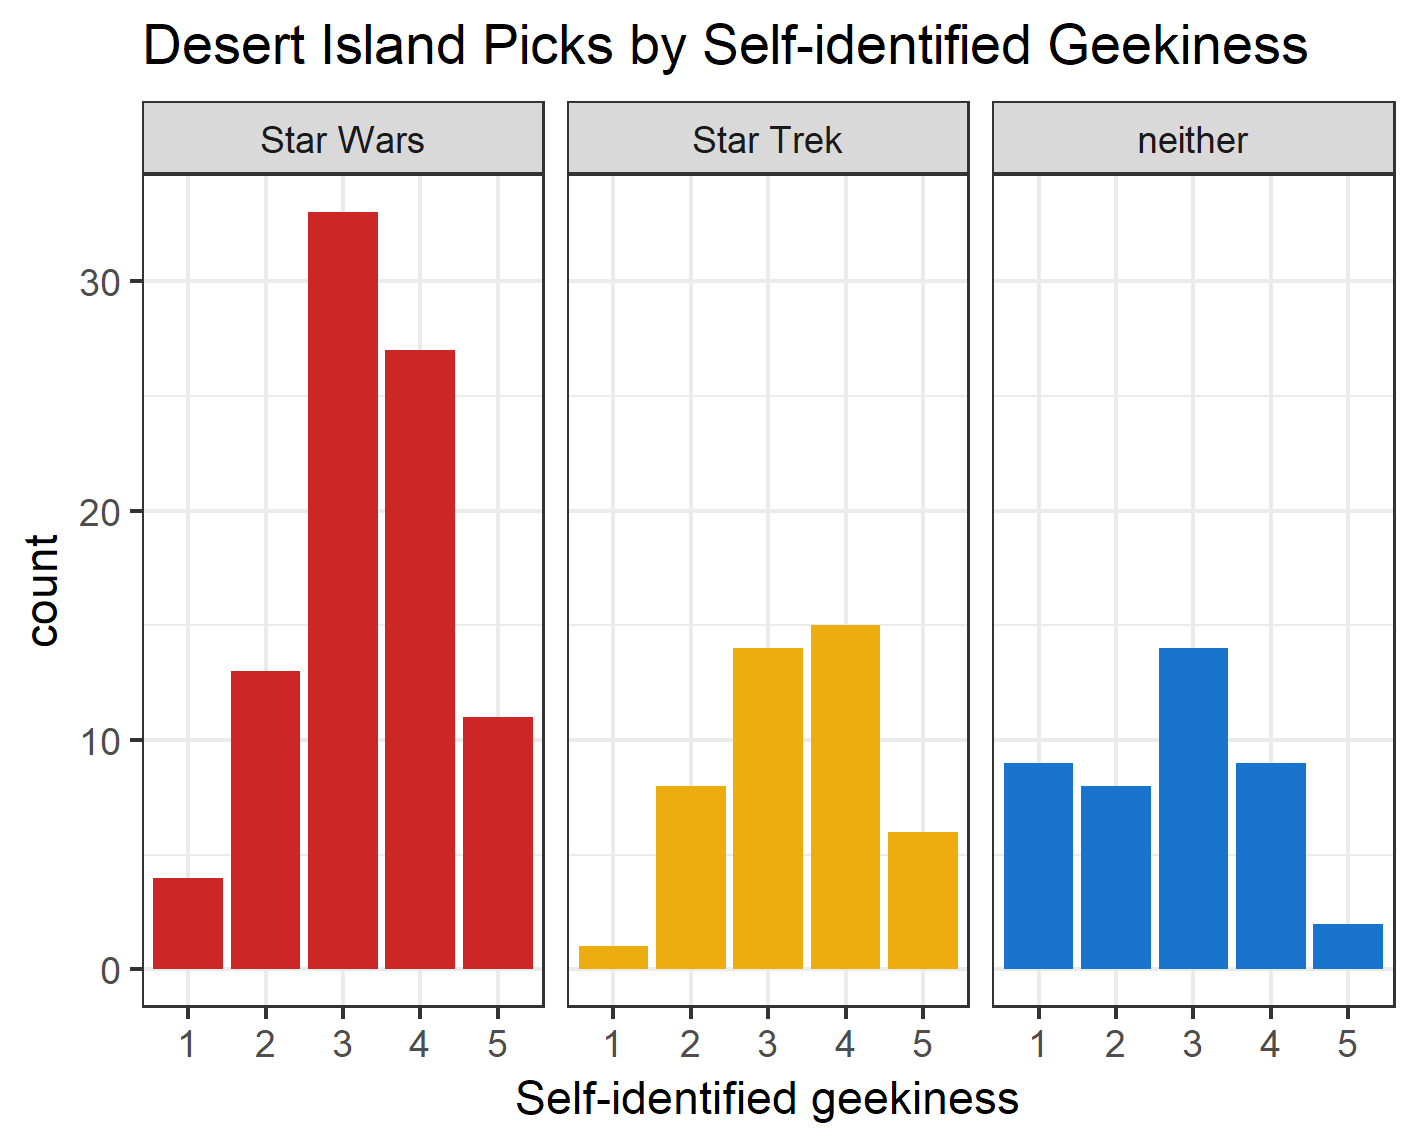 Desert Island Picks by Self-identified Geekiness
Star Wars
Star Trek
neither
count
30
20
10
0
1 2 3 4 5
1 2 3 4 5
1 2 3 4 5
Self-identified geekiness